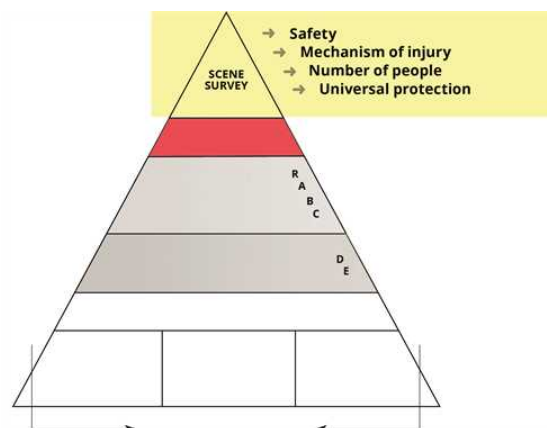 ➔ Safety
➔ Mechanism of injury
➔ Number of people
➔ Universal protection
SCENE
SURVEY
R
A
B
C
D
E